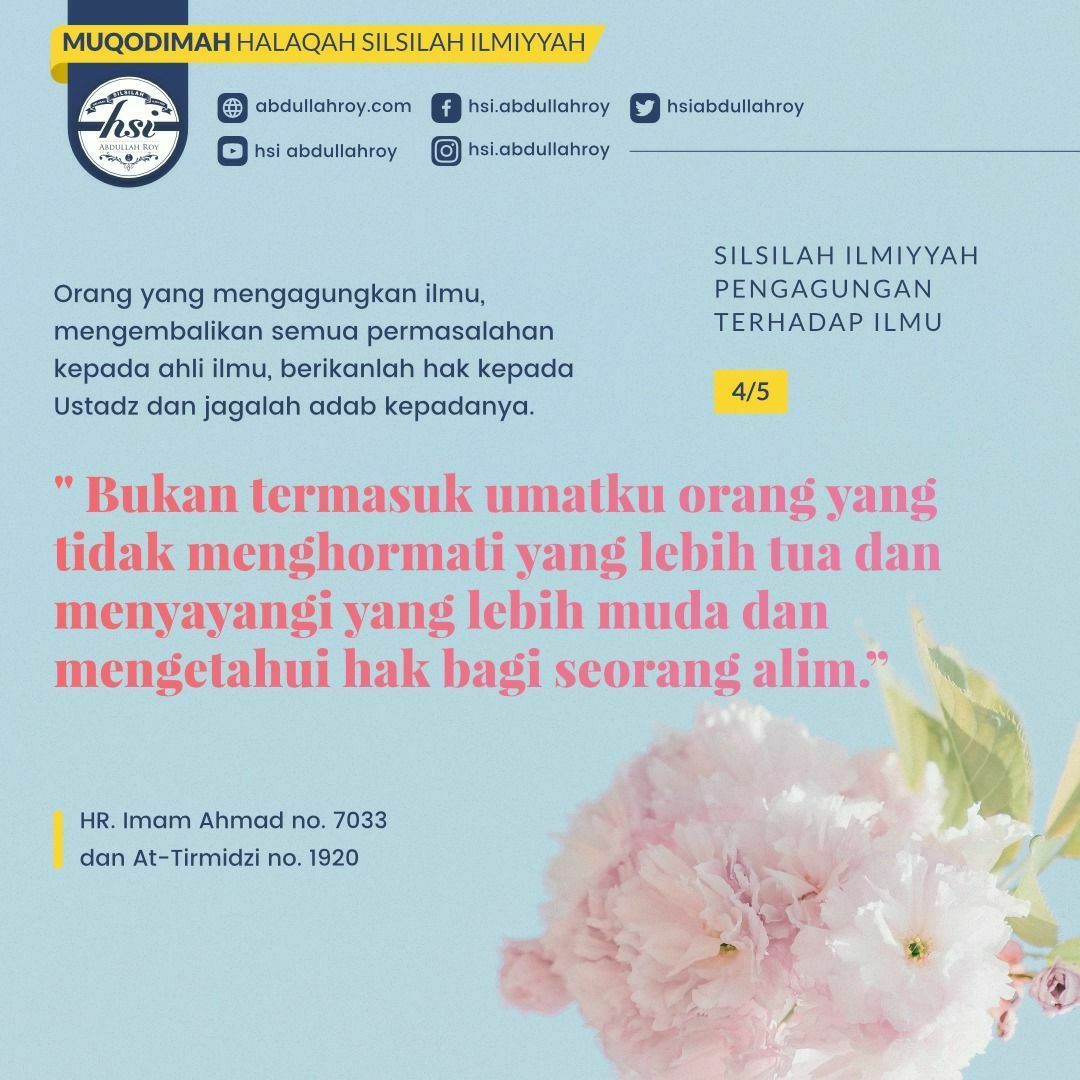 MUQODIMAH HALAQAH SILSILAH ILMIYYAH
SILSILAH
hsi
ABDULLAH ROY
abdullahroy.com
hsi.abdullahroy
hsiabdullahroy
hsi abdullahroy
hsi.abdullahroy
SILSILAH ILMIYYAH
PENGAGUNGAN
TERHADAP ILMU
4/5
Orang yang mengagungkan ilmu,
mengembalikan semua permasalahan
kepada ahli ilmu, berikanlah hak kepada
Ustadz dan jagalah adab kepadanya.
" Bukan termasuk umatku orang yang
tidak menghormati yang lebih tua dan
menyayangi yang lebih muda dan
mengetahui hak bagi seorang alim.”
HR. Imam Ahmad no. 7033
dan At-Tirmidzi no. 1920